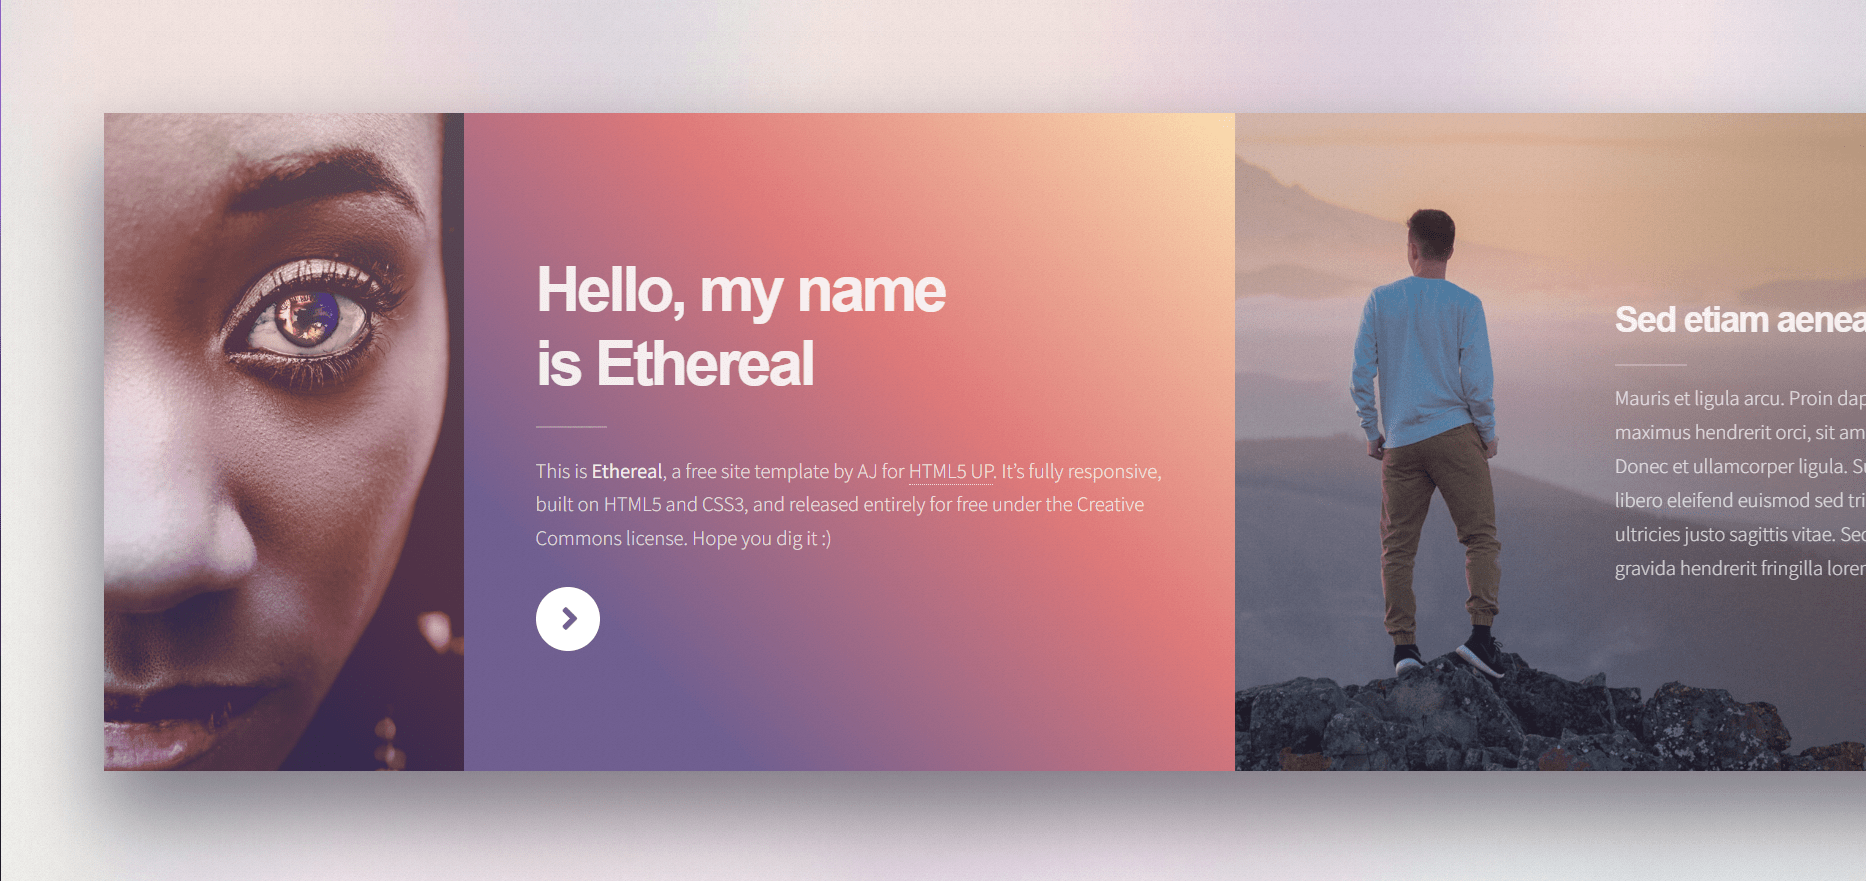 Hello, my name
is Ethereal
This is Ethereal, a free site template by AJ for HTML5 UP. It’s fully responsive,
built on HTML5 and CSS3, and released entirely for free under the Creative
Commons license. Hope you dig it :)
Sed etiam aenea
Mauris et ligula arcu. Proin dap
maximus hendrerit orci, sit am
Donec et ullamcorper ligula. Su
libero eleifend euismod sed tri
ultricies justo sagittis vitae. Sed
gravida hendrerit fringilla lorem